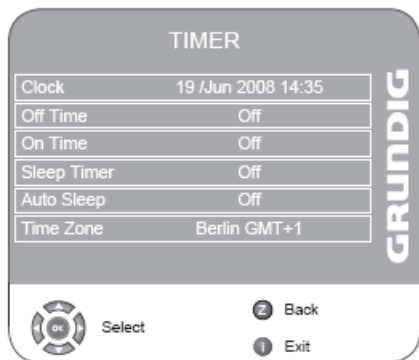 TIMER
Clock 19 /Jun 2008 14:35
Off Time Off
On Time Off
Sleep Timer Off
Auto Sleep Off
Time Zone Berlin GMT+1
GRUNDIG
OK Select
Z Back
i Exit